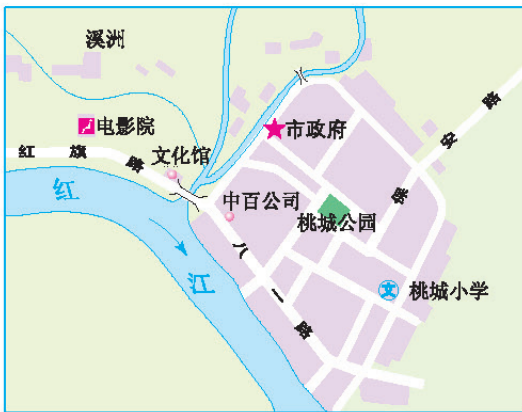 溪洲
电影院
市政府
红旗路
文化馆
安路
红江
中百公司
桃城公园
八一路
文
桃城小学